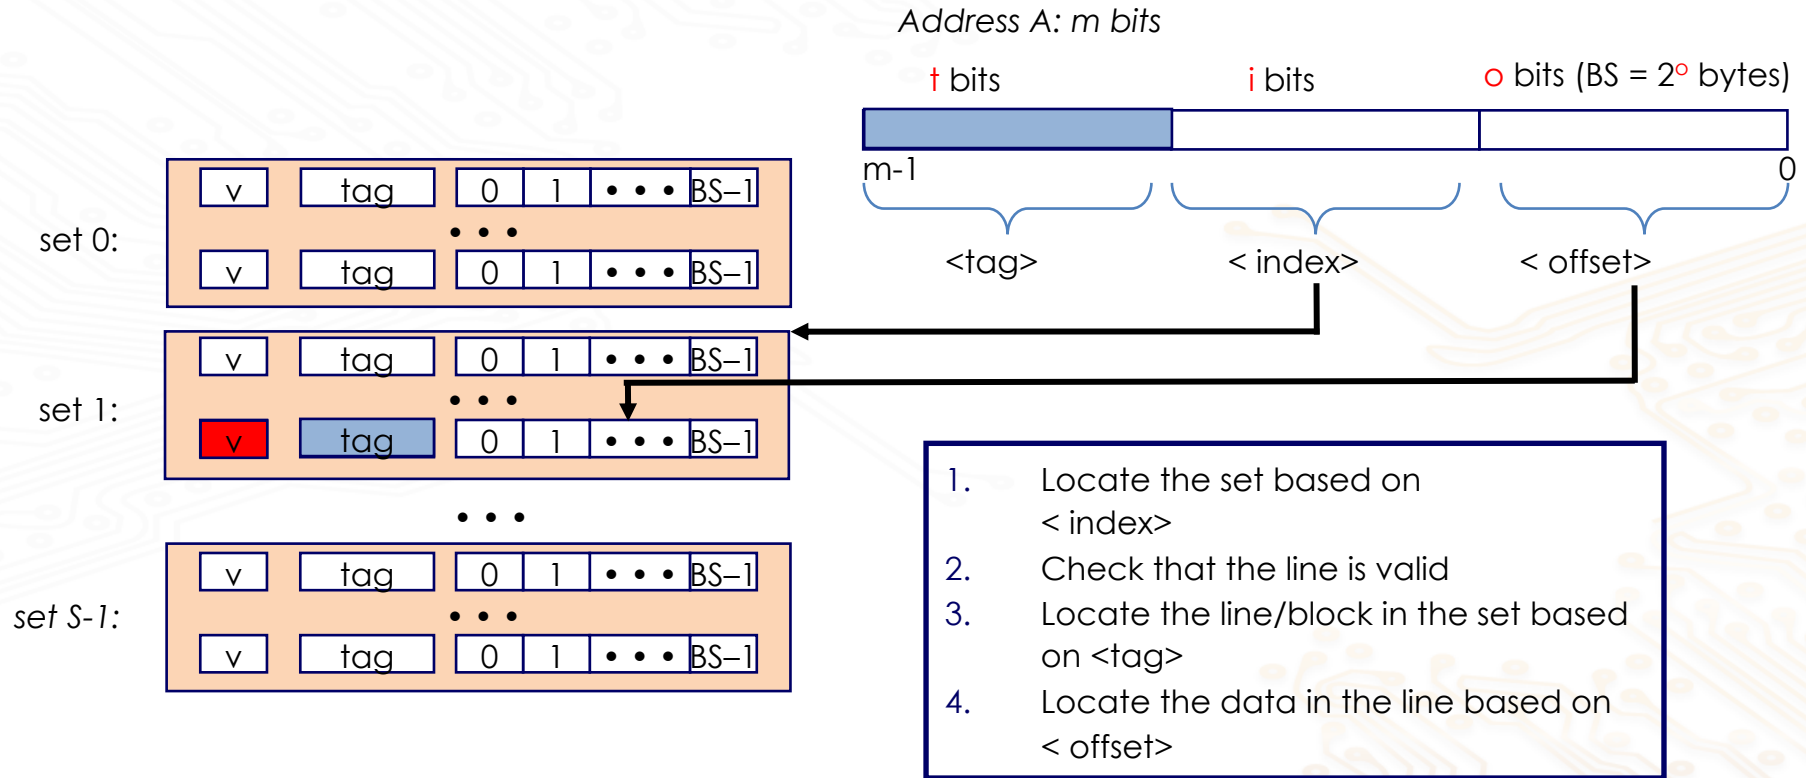 Address A: m bits
t bits
i bits
o bits (BS = 2º bytes)
m-1
0
<tag>
< index>
< offset>
set 0:
v tag 0 1 • • • BS–1
• • •
v tag 0 1 • • • BS–1
set 1:
v tag 0 1 • • • BS–1
• • •
v tag 0 1 • • • BS–1
• • •
set S-1:
v tag 0 1 • • • BS–1
• • •
v tag 0 1 • • • BS–1
1. Locate the set based on
< index>
2. Check that the line is valid
3. Locate the line/block in the set based
on <tag>
4. Locate the data in the line based on
< offset>